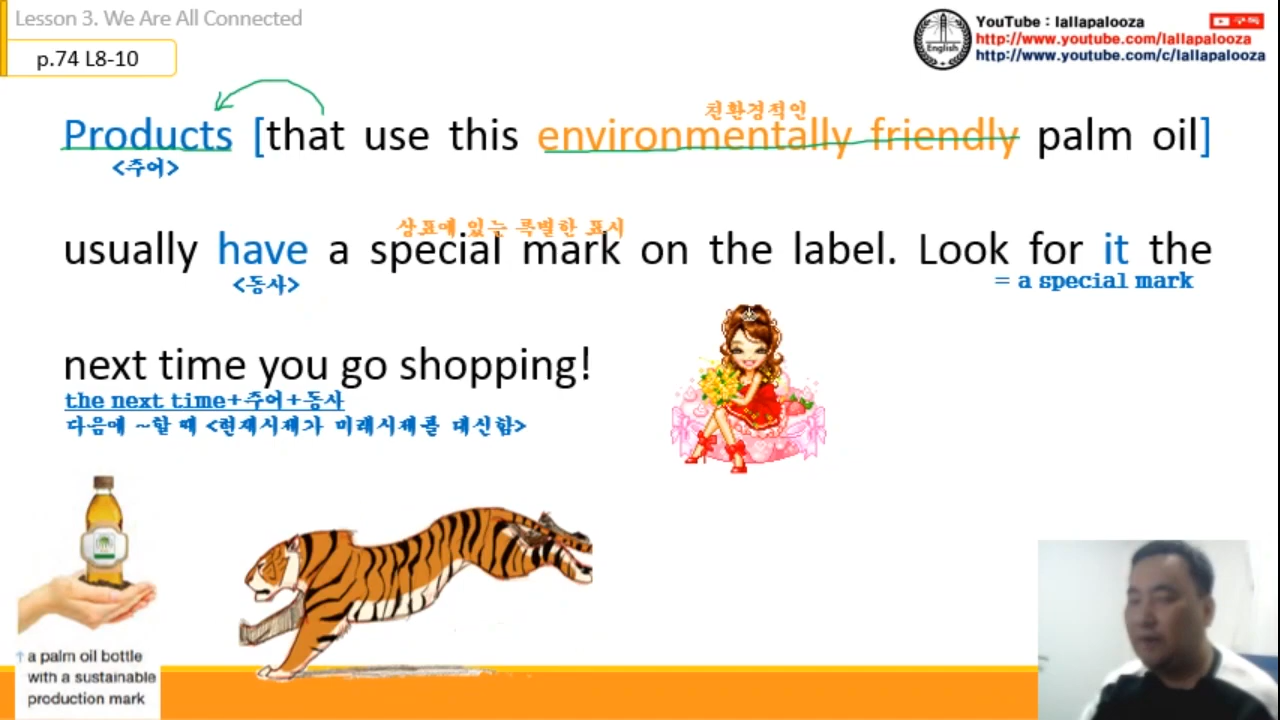 Lesson 3. We Are All Connected
p.74 L8-10
English
YouTube : lallapalooza
구독
http://www.youtube.com/lallapalooza
http://www.youtube.com/c/lallapalooza
친환경적인
Products [that use this environmentally friendly palm oil]
<주어>
상표에 있는 특별한 표시
usually have a special mark on the label. Look for it the
<동사>
= a special mark
next time you go shopping!
the next time+주어+동사
다음에 ~할 때 <현재시제가 미래시제를 대신함>
↑ a palm oil bottle
with a sustainable
production mark